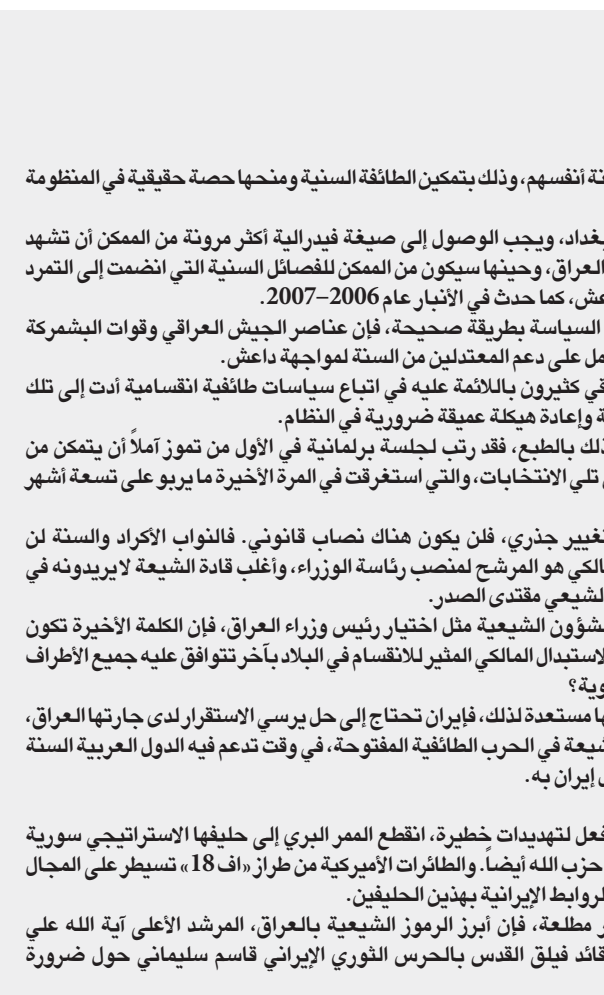 نة أنفسهم، وذلك بتمكين الطائفة السنية ومنحها حصة حقيقية في المنظومة
بغداد، ويجب الوصول إلى صيغة فيدرالية أكثر مرونة من الممكن أن تشهد
العراق، وحينها سيكون من الممكن للفصائل السنية التي انضمت إلى التمرد
عش، كما حدث في الأنبار عام 2006–2007.
السياسة بطريقة صحيحة، فإن عناصر الجيش العراقي وقوات البشمركة
مل على دعم المعتدلين من السنة لمواجهة داعش.
قي كثيرون باللائمة عليه في اتباع سياسات طائفية انقسامية أدت إلى تلك
ة وإعادة هيكلة عميقة ضرورية في النظام.
ذلك بالطبع، فقد رتب لجلسة برلمانية في الأول من تموز آملاً أن يتمكن من
تلي الانتخابات، والتي استغرقت في المرة الأخيرة ما يربو على تسعة أشهر
تغيير جذري، فلن يكون هناك نصاب قانوني. فالنواب الأكراد والسنة لن
الكي هو المرشح لمنصب رئاسة الوزراء، وأغلب قادة الشيعة لايريدونه في
لشيعي مقتدى الصدر.
شؤون الشيعية مثل اختيار رئيس وزراء العراق، فإن الكلمة الأخيرة تكون
لاستبدال المالكي المثير للانقسام في البلاد بآخر تتوافق عليه جميع الأطراف
وية؟
ها مستعدة لذلك، فإيران تحتاج إلى حل يرسي الاستقرار لدى جارتها العراق،
شيعة في الحرب الطائفية المفتوحة، في وقت تدعم فيه الدول العربية السنة
إيران به.
فعل لتهديدات خطيرة، انقطع الممر البري إلى حليفها الاستراتيجي سورية
حزب الله أيضاً. والطائرات الأميركية من طراز «اف 18» تسيطر على المجال
لروابط الإيرانية بهذين الحليفين.
ر مطلعة، فإن أبرز الرموز الشيعية بالعراق، المرشد الأعلى آية الله علي
قائد فيلق القدس بالحرس الثوري الإيراني قاسم سليماني حول ضرورة